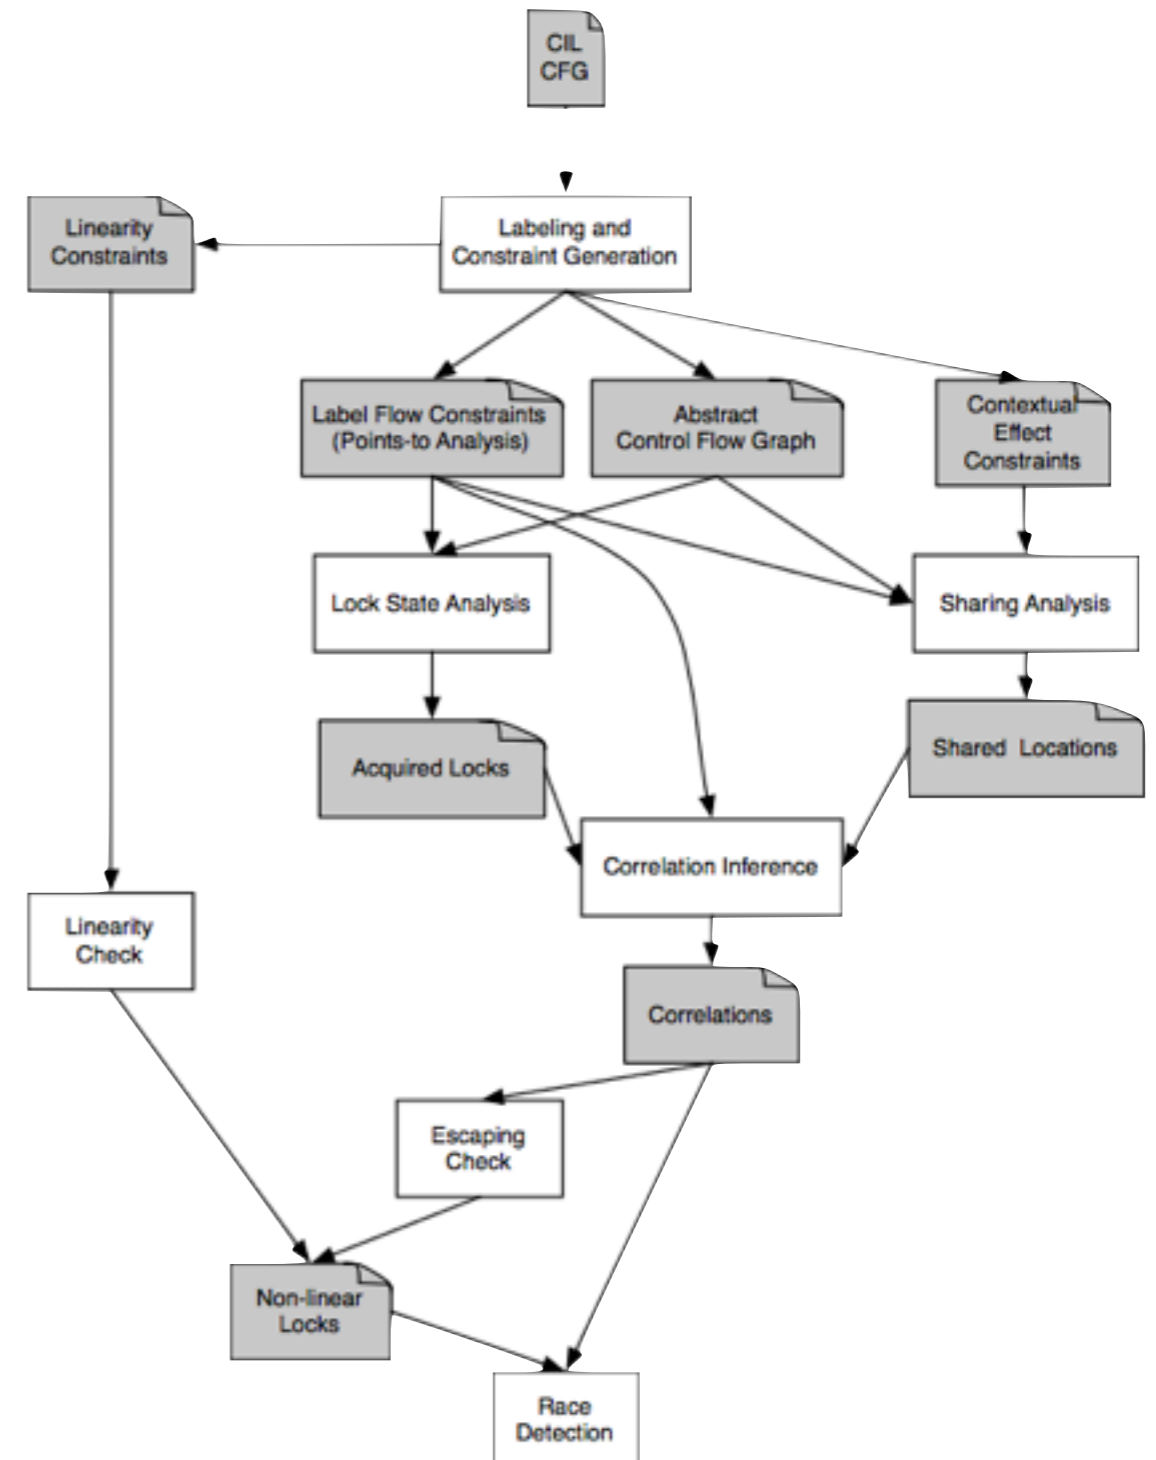 CIL
CFG
Linearity
Constraints
Labeling and
Constraint Generation
Label Flow Constraints
(Points-to Analysis)
Abstract
Control Flow Graph
Contextual
Effect
Constraints
Lock State Analysis
Sharing Analysis
Acquired Locks
Shared Locations
Correlation Inference
Linearity
Check
Correlations
Escaping
Check
Non-linear
Locks
Race
Detection